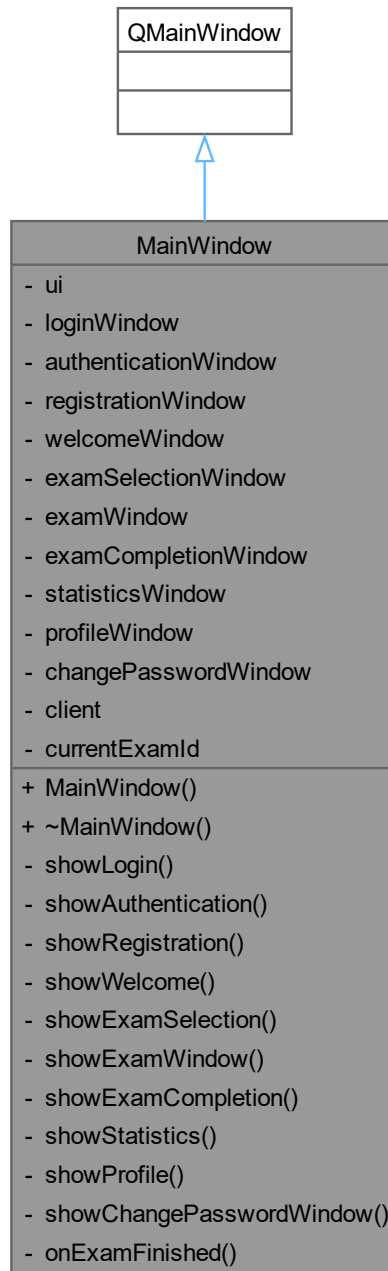 QMainWindow
MainWindow
- ui
- loginWindow
- authenticationWindow
- registrationWindow
- welcomeWindow
- examSelectionWindow
- examWindow
- examCompletionWindow
- statisticsWindow
- profileWindow
- changePasswordWindow
- client
- currentExamId
+ MainWindow()
+ ~MainWindow()
- showLogin()
- showAuthentication()
- showRegistration()
- showWelcome()
- showExamSelection()
- showExamWindow()
- showExamCompletion()
- showStatistics()
- showProfile()
- showChangePasswordWindow()
- onExamFinished()